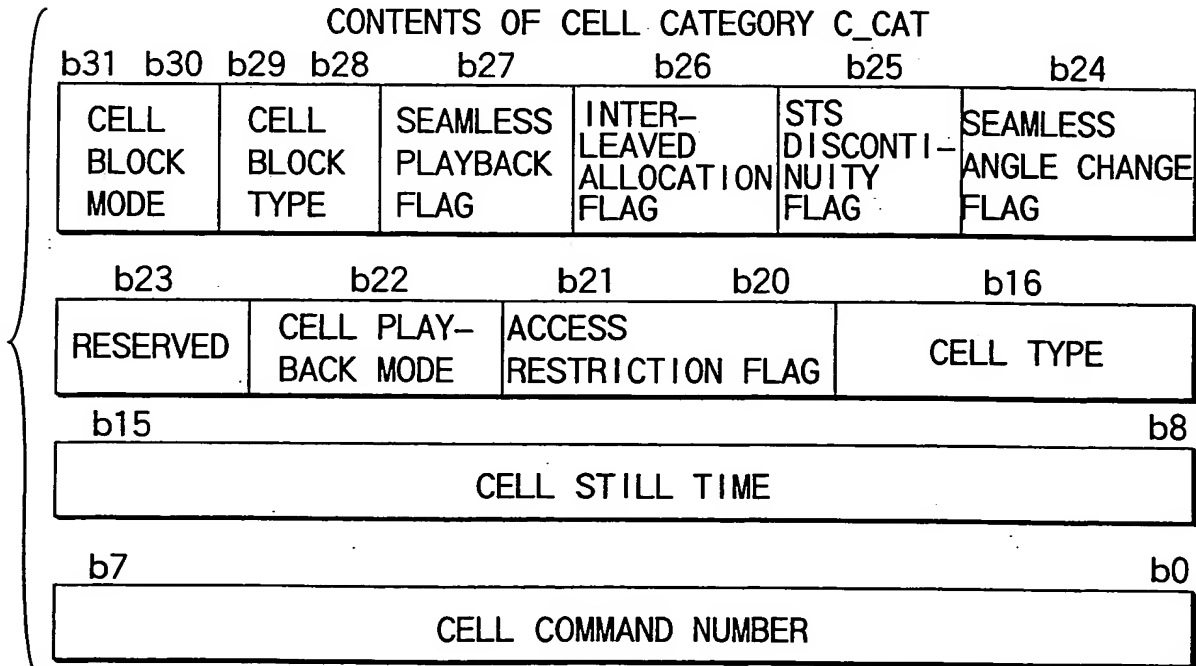 CONTENTS OF CELL CATEGORY C_CAT
b31 b30 b29 b28 b27 b26 b25 b24
CELL
BLOCK
MODE
CELL
BLOCK
TYPE
SEAMLESS
PLAYBACK
FLAG
INTER-
LEAVED
ALLOCATION
FLAG
STS
DISCONTI-
NUITY
FLAG
SEAMLESS
ANGLE CHANGE
FLAG
b23 b22 b21 b20 b16
RESERVED
CELL PLAY-
BACK MODE
ACCESS
RESTRICTION FLAG
CELL TYPE
b15 b8
CELL STILL TIME
b7 b0
CELL COMMAND NUMBER